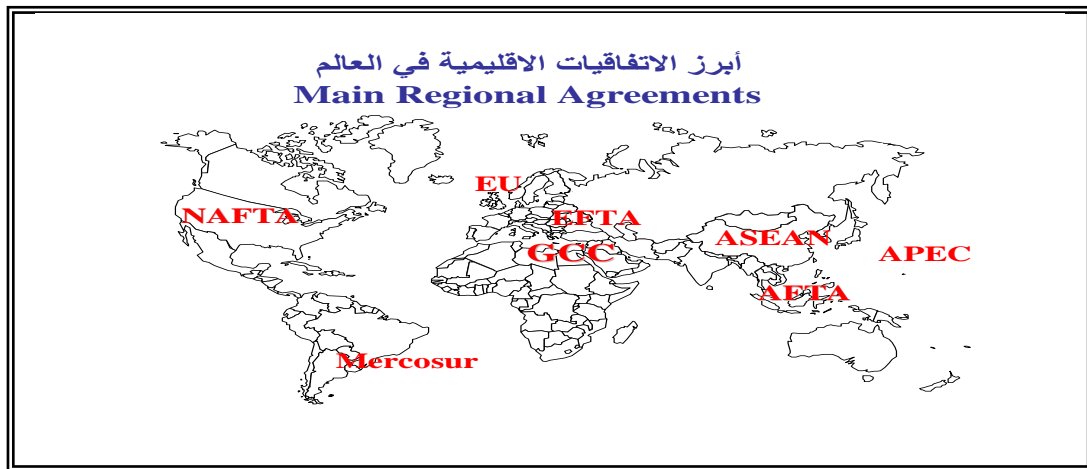 أبرز الاتفاقيات الاقليمية في العالم
Main Regional Agreements
EU
NAFTA
EFTA
ASEAN
GCC
APEC
AFTA
Mercosur